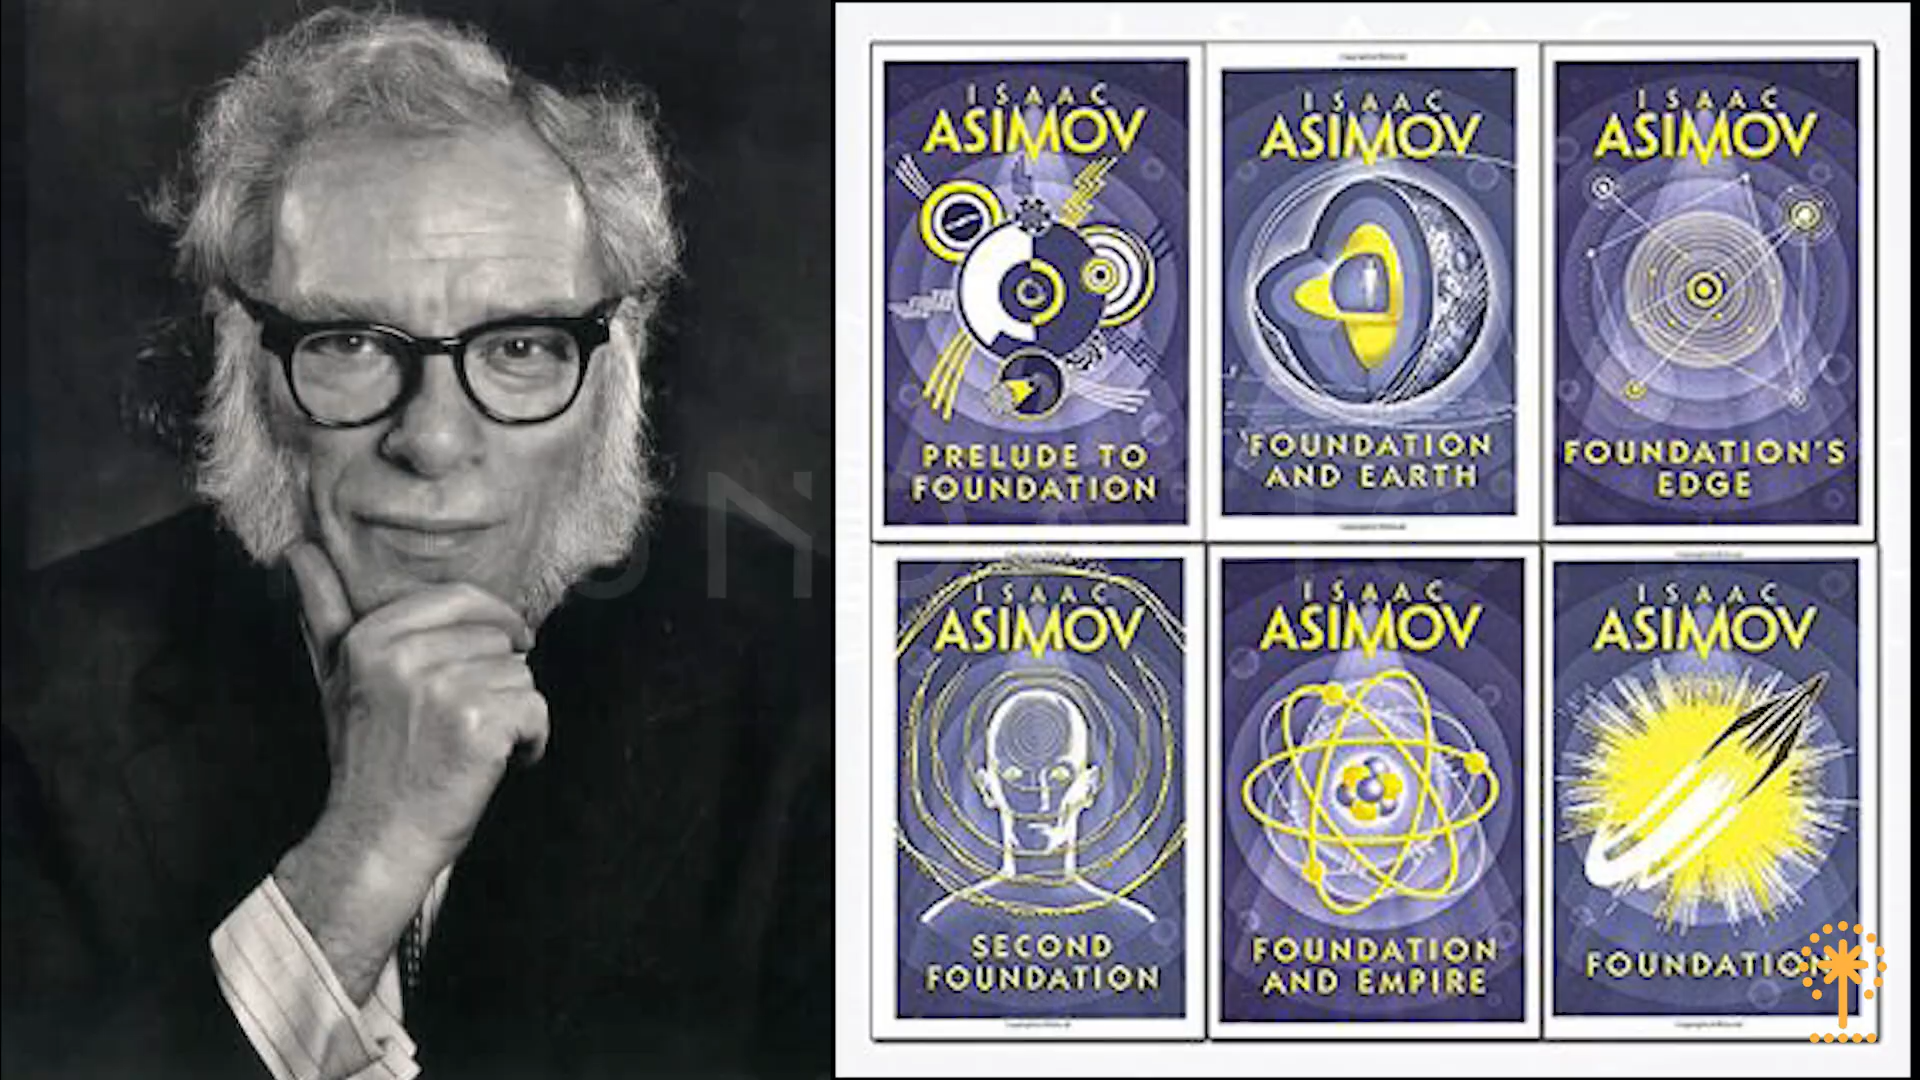 ISAAC
ASIMOV
PRELUDE TO
FOUNDATION
ISAAC
ASIMOV
FOUNDATION
AND EARTH
ISAAC
ASIMOV
FOUNDATION'S
EDGE
ISAAC
ASIMOV
SECOND
FOUNDATION
ISAAC
ASIMOV
FOUNDATION
AND EMPIRE
ISAAC
ASIMOV
FOUNDATION